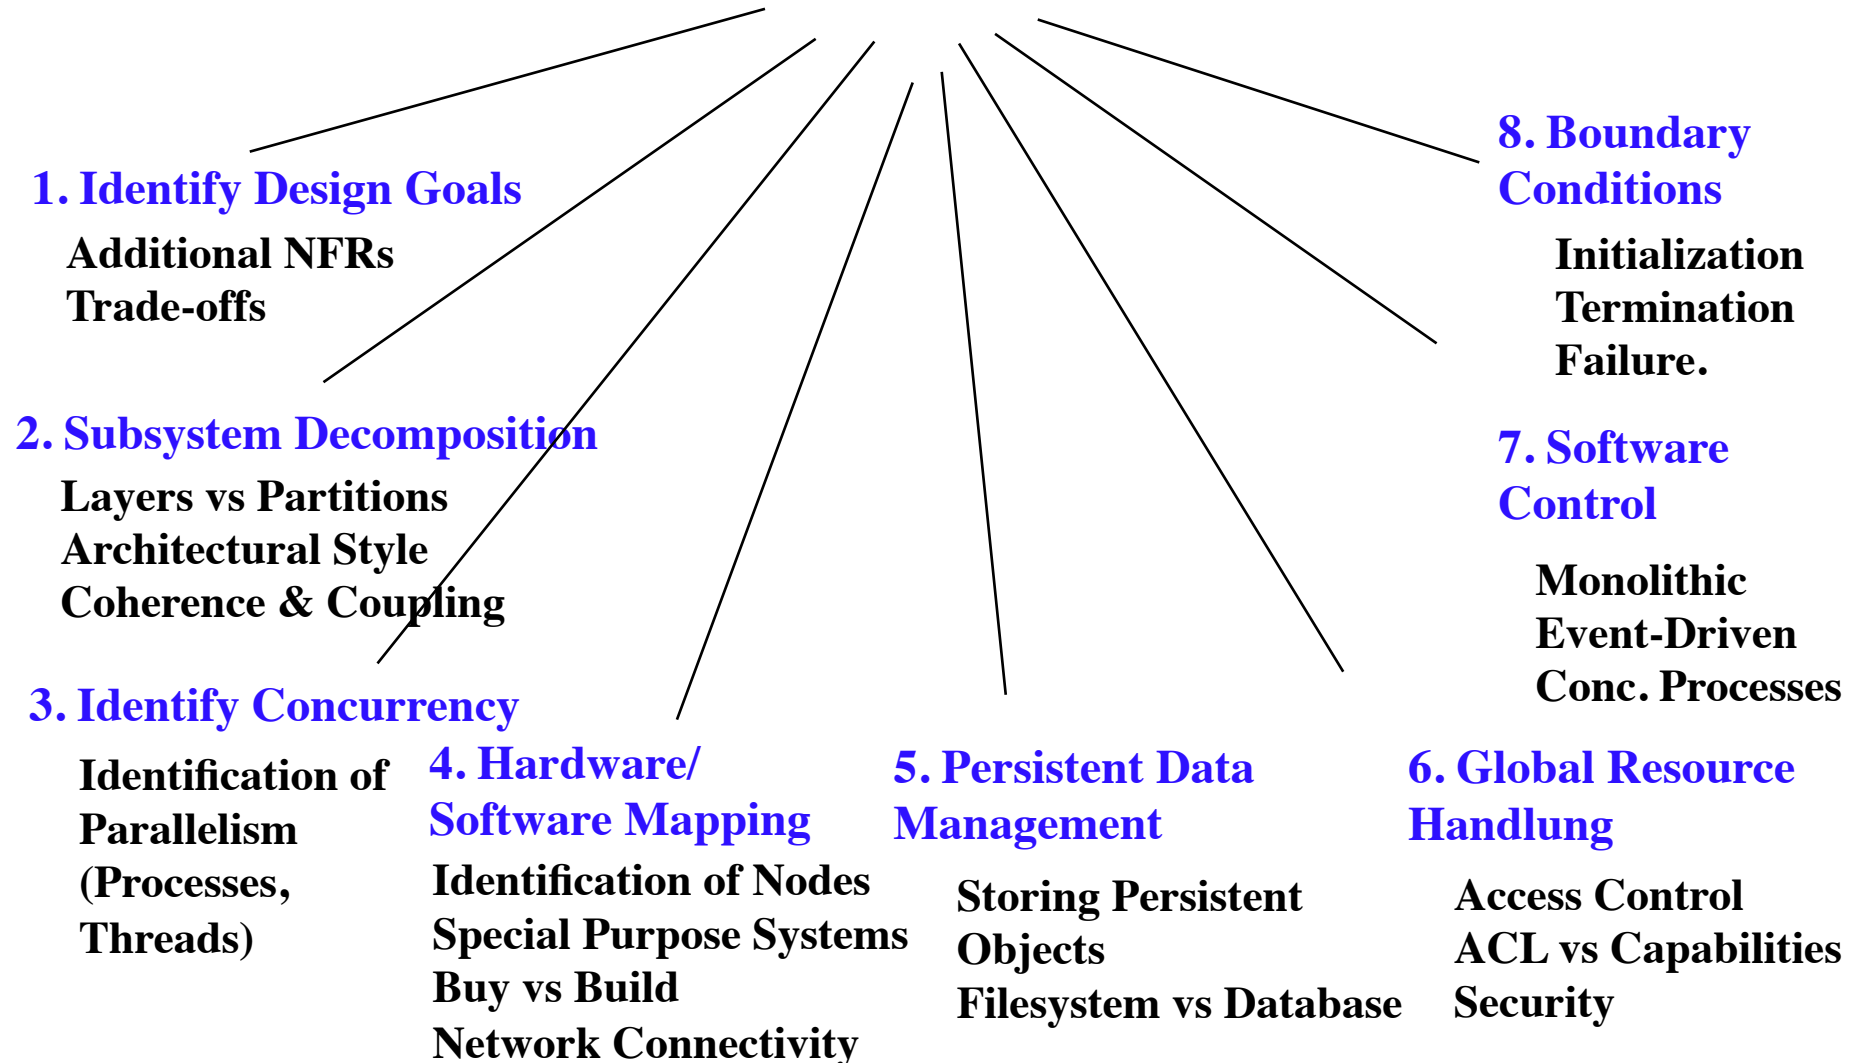 1. Identify Design Goals
Additional NFRs
Trade-offs
2. Subsystem Decomposition
Layers vs Partitions
Architectural Style
Coherence & Coupling
3. Identify Concurrency
Identification of
Parallelism
(Processes,
Threads)
4. Hardware/
Software Mapping
Identification of Nodes
Special Purpose Systems
Buy vs Build
Network Connectivity
5. Persistent Data
Management
Storing Persistent
Objects
Filesystem vs Database
6. Global Resource
Handlung
Access Control
ACL vs Capabilities
Security
7. Software
Control
Monolithic
Event-Driven
Conc. Processes
8. Boundary
Conditions
Initialization
Termination
Failure.